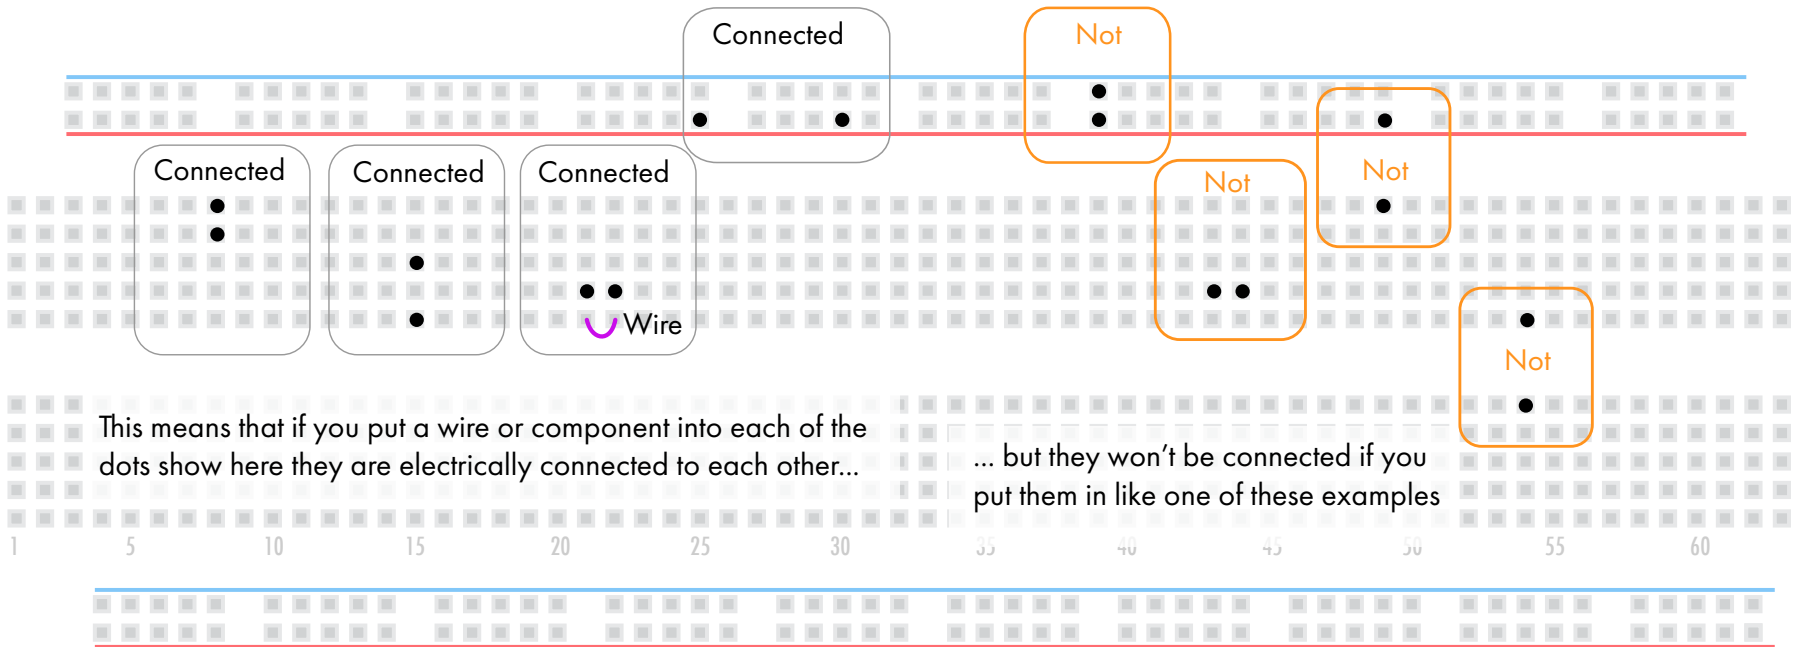 Connected
Not
Connected
Connected
Connected
Not
Not
Wire
Not
This means that if you put a wire or component into each of the
dots show here they are electrically connected to each other...
... but they won't be connected if you
put them in like one of these examples
1 5 10 15 20 25 30 35 40 45 50 55 60